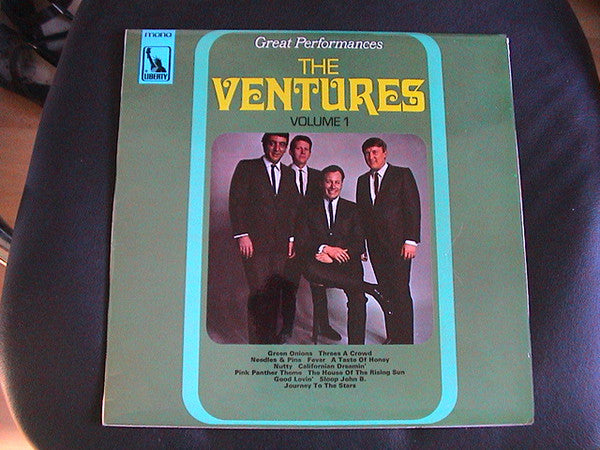 mono
LIBERTY
Great Performances
THE
VENTURES
VOLUME 1
Green Onions Threes A Crowd
Needles & Pins Fever A Taste Of Honey
Nutty Californian Dreamin'
Pink Panther Theme The House Of The Rising Sun
Good Lovin' Sloop John B.
Journey To The Stars